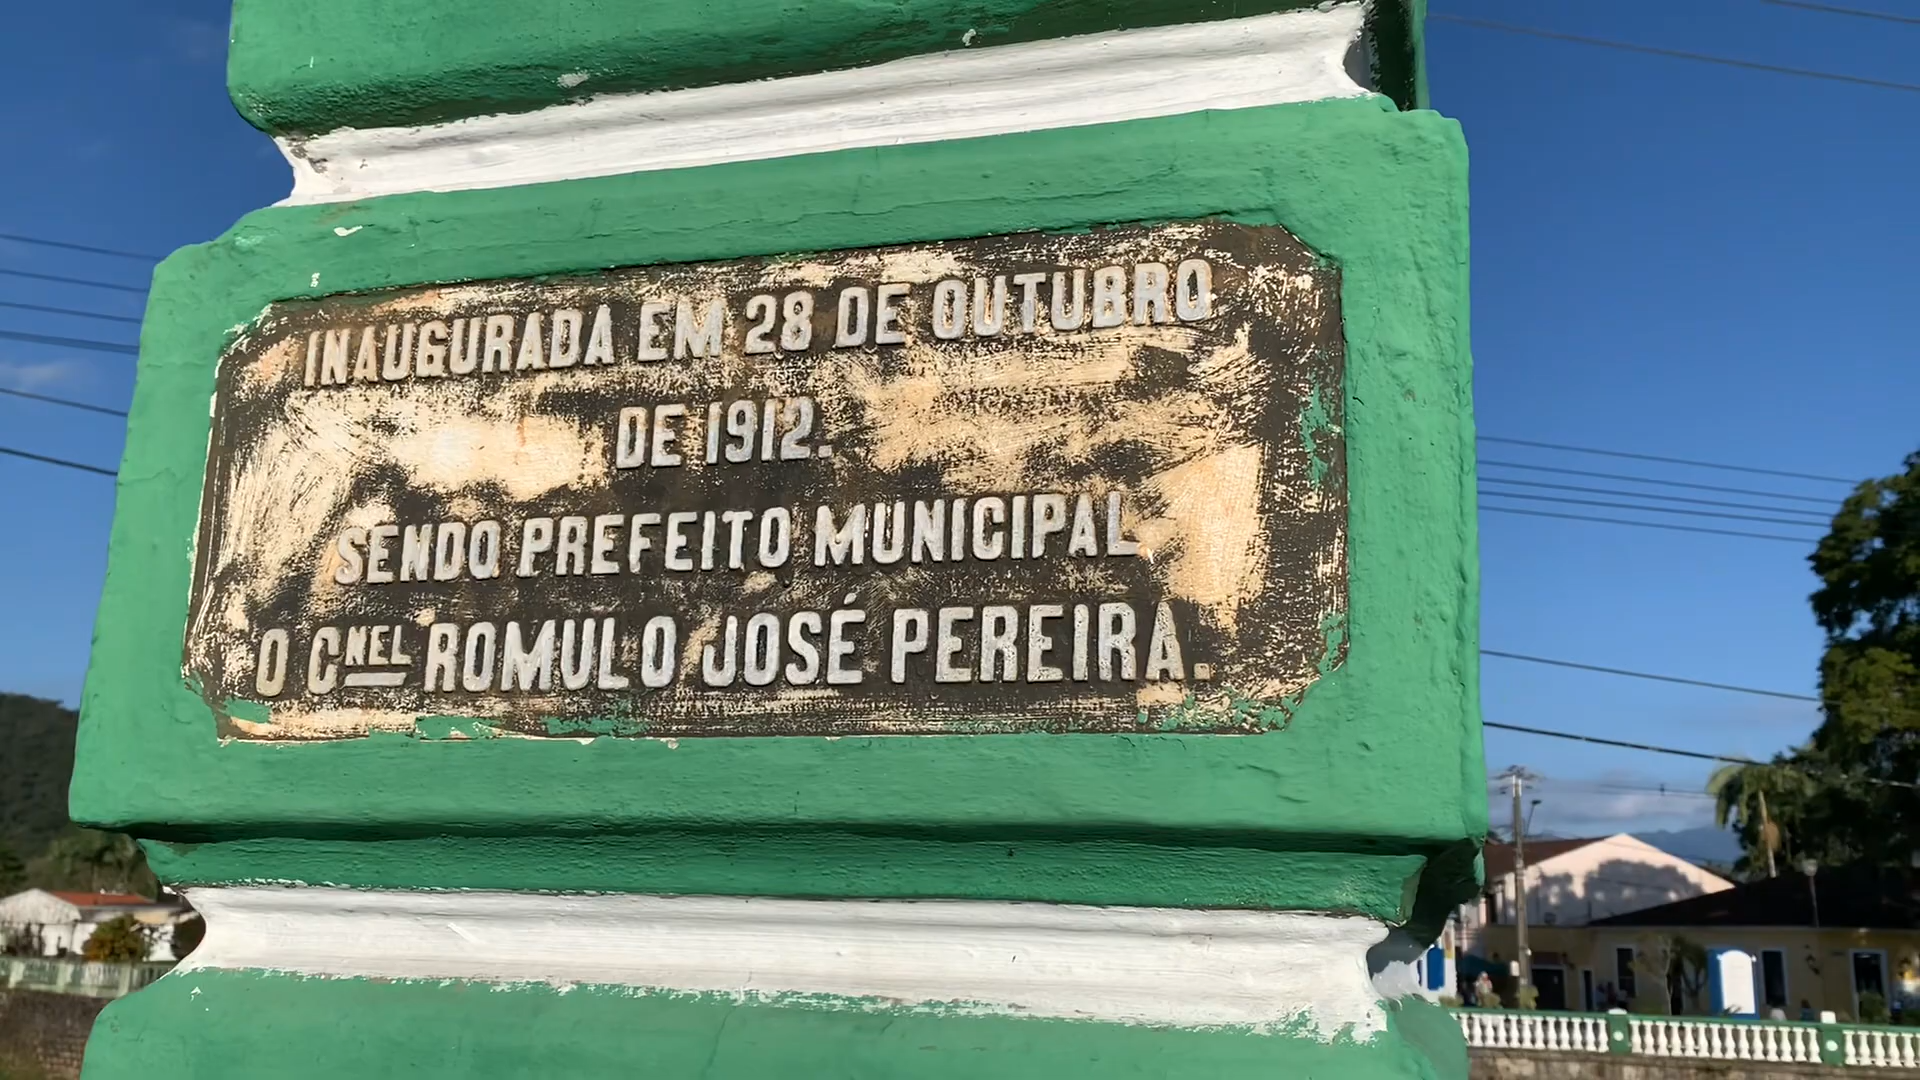 INAUGURADA EM 28 DE OUTUBRO
DE 1912.
SENDO PREFEITO MUNICIPAL
O CNEL ROMULO JOSÉ PEREIRA.